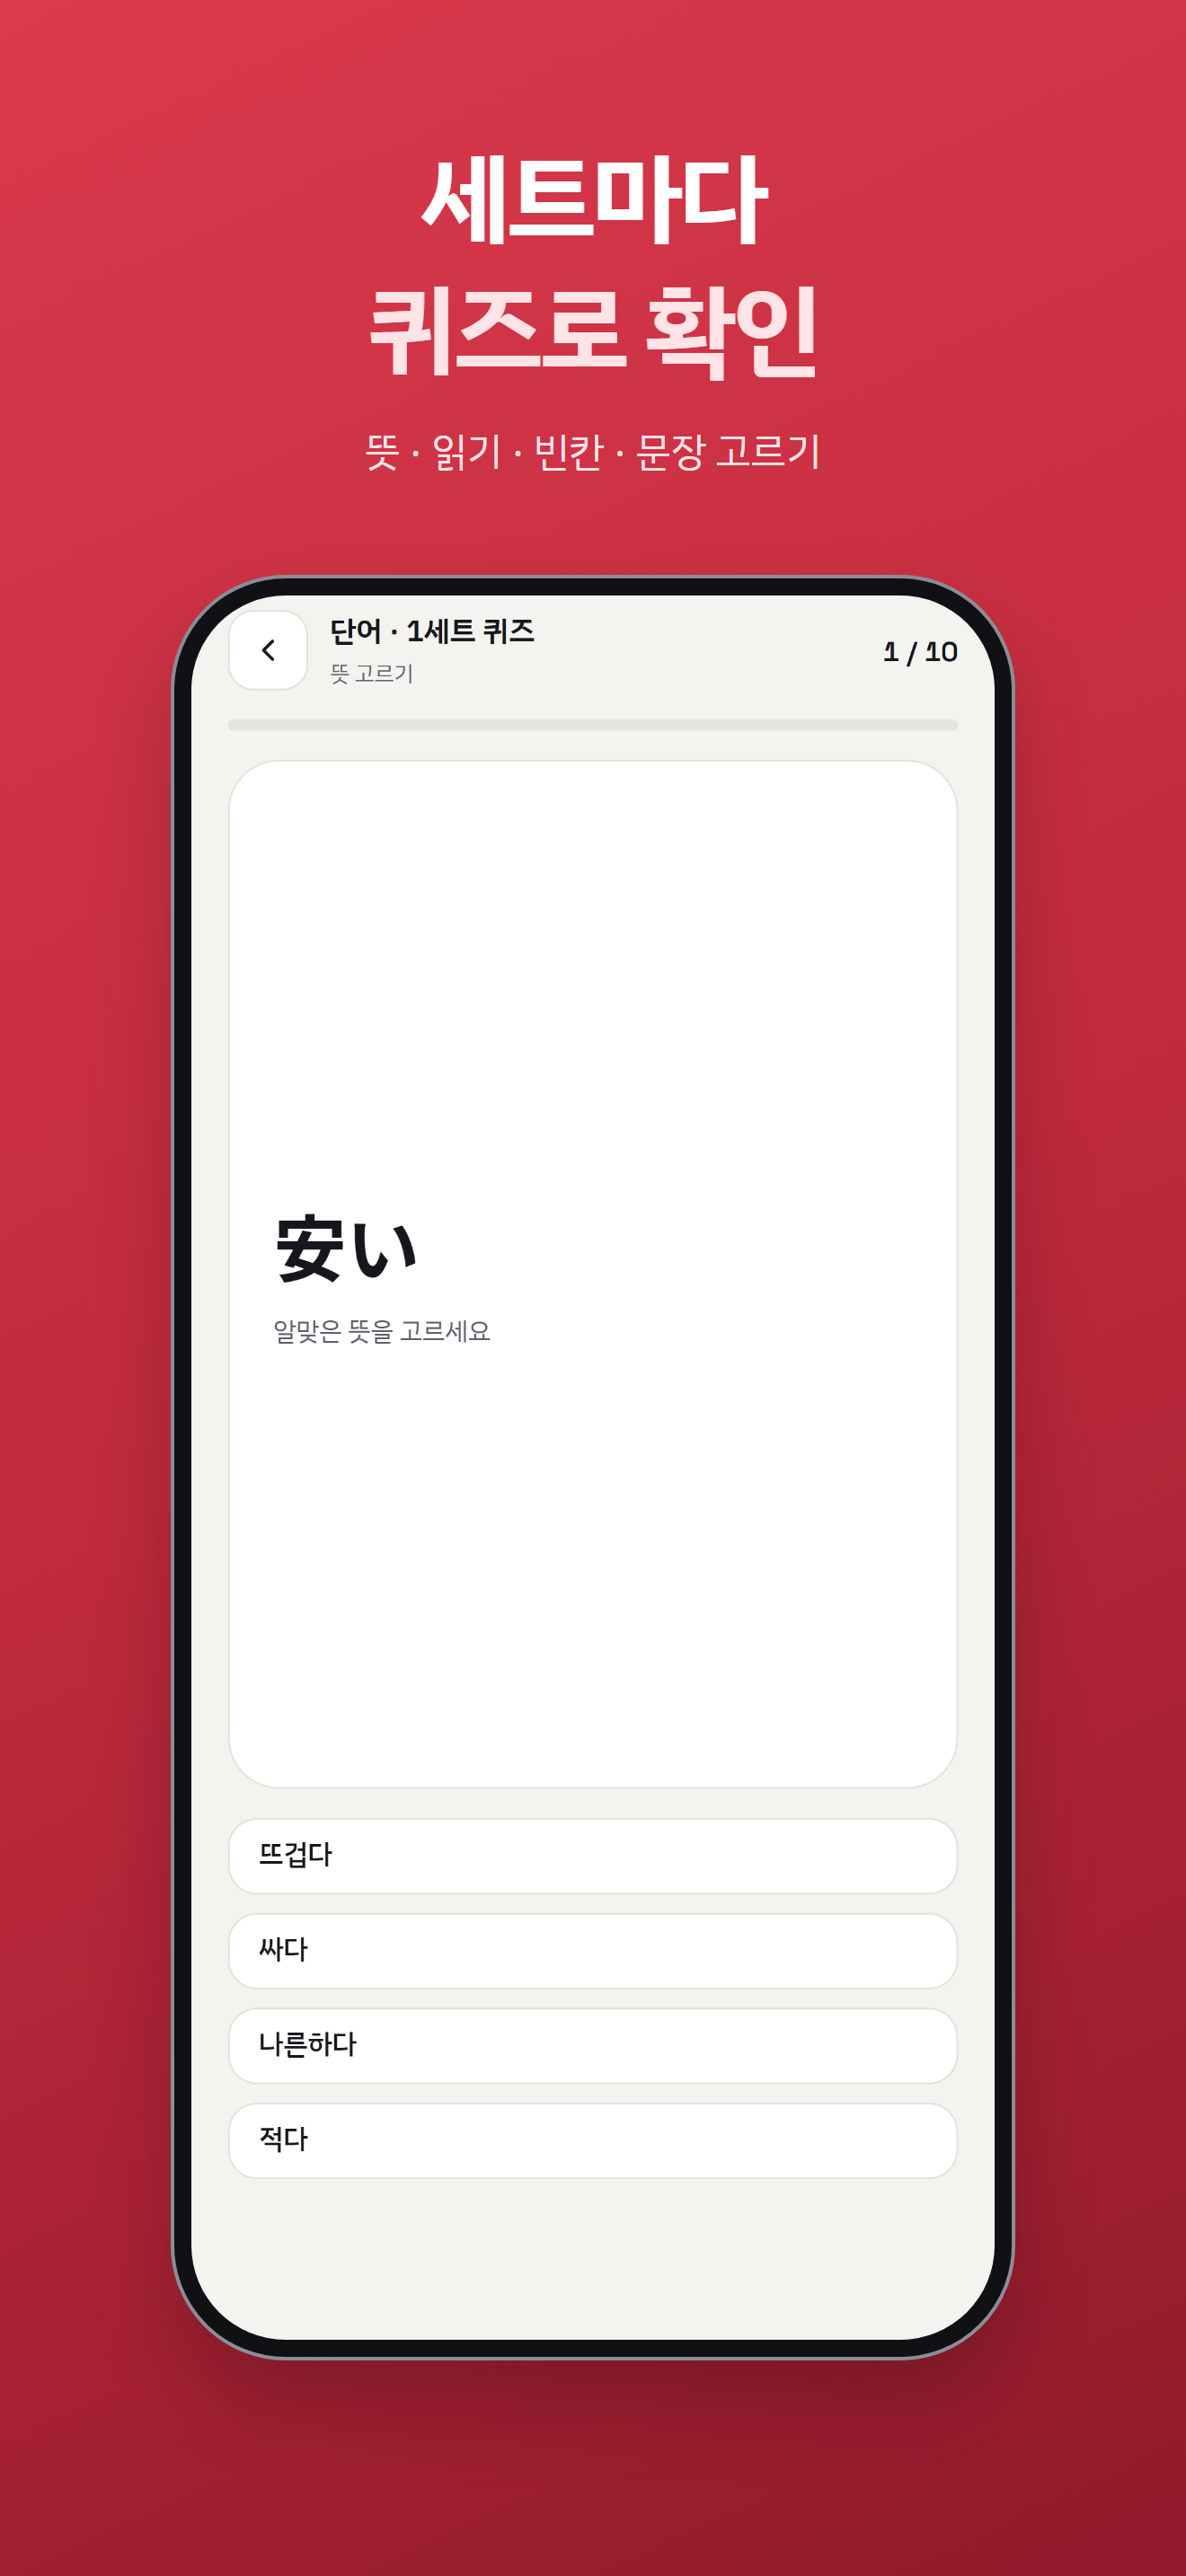 세트마다
퀴즈로 확인
뜻 · 읽기 · 빈칸 · 문장 고르기
단어 · 1세트 퀴즈
뜻 고르기
1 / 10
安い
알맞은 뜻을 고르세요
뜨겁다
싸다
나른하다
적다